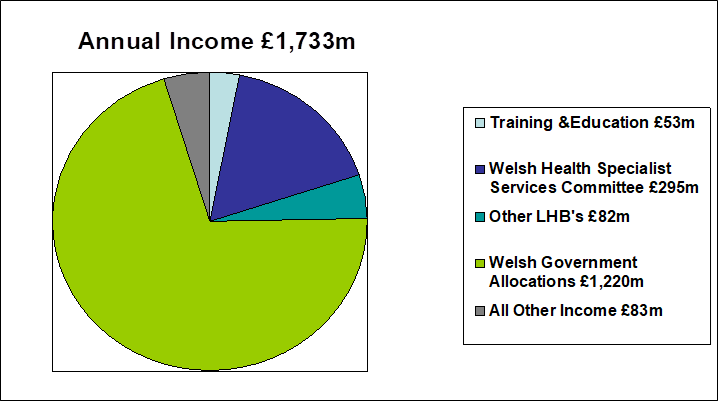 Annual Income £1,733m
Training &Education £53m
Welsh Health Specialist
Services Committee £295m
Other LHB's £82m
Welsh Government
Allocations £1,220m
All Other Income £83m